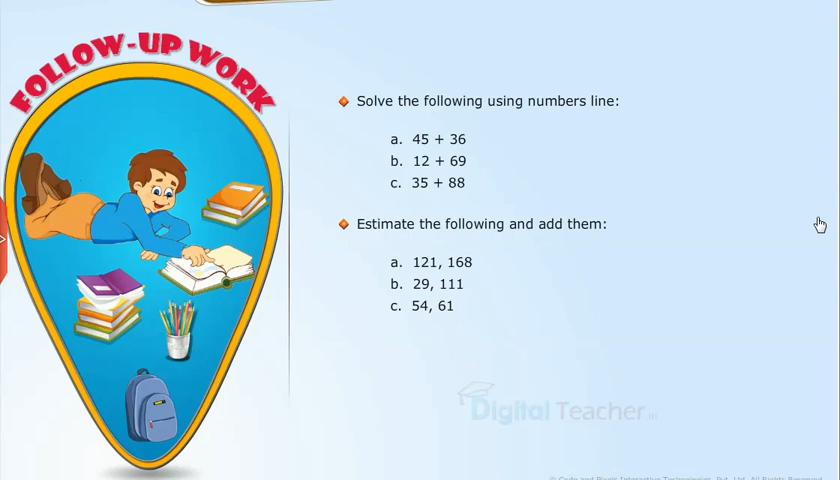 FOLLOW-UP WORK
Solve the following using numbers line:
a. 45 + 36
b. 12 + 69
c. 35 + 88
Estimate the following and add them:
a. 121, 168
b. 29, 111
c. 54, 61
Digital Teacher.in